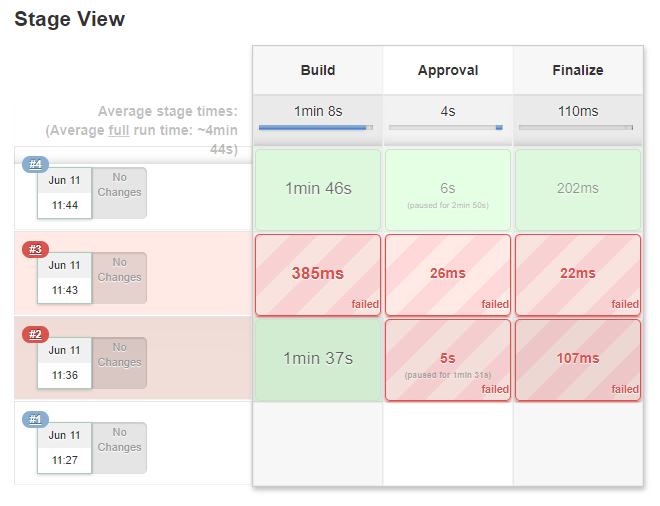 Stage View
Build Approval Finalize
Average stage times:
(Average full run time: ~4min
44s)
1min 8s 4s 110ms
#4
Jun 11
11:44
No
Changes
1min 46s
6s
(paused for 2min 50s)
202ms
#3
Jun 11
11:43
No
Changes
385ms
failed
26ms
failed
22ms
failed
#2
Jun 11
11:36
No
Changes
1min 37s
5s
(paused for 1min 31s)
failed
107ms
failed
#1
Jun 11
11:27
No
Changes